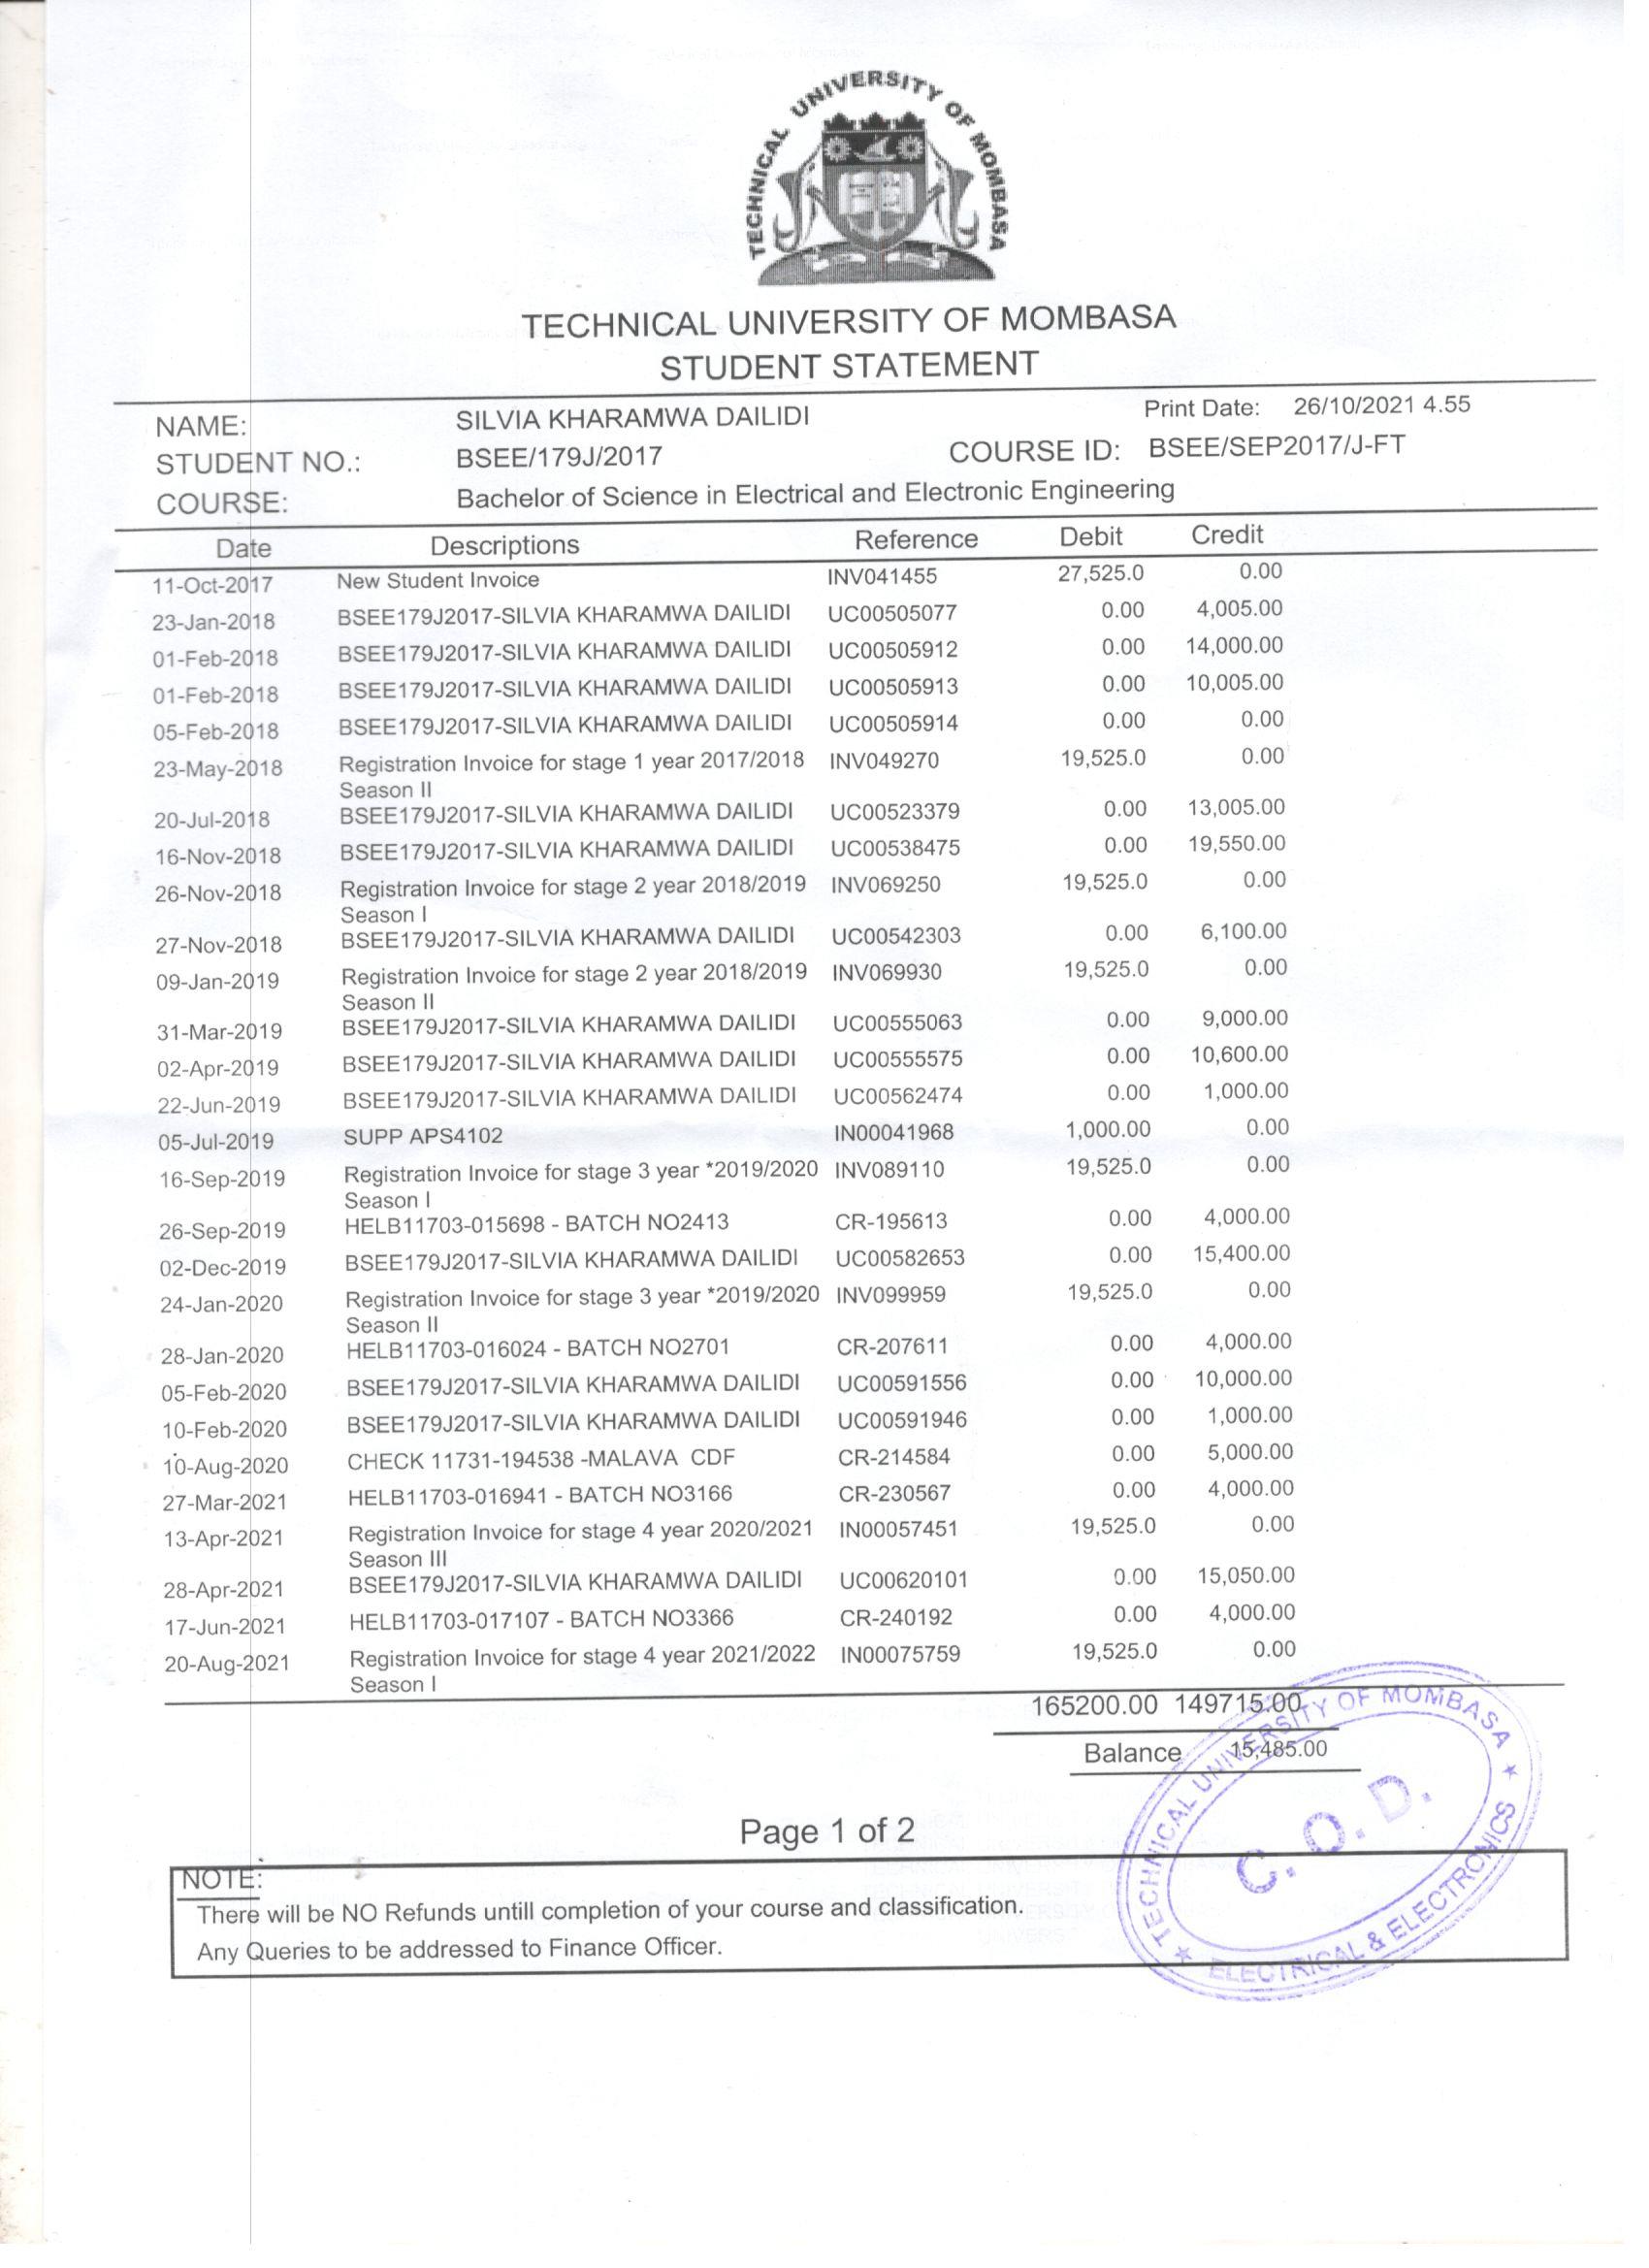 TECHNICAL UNIVERSITY OF MOMBASA
TECHNICAL UNIVERSITY OF MOMBASA
STUDENT STATEMENT
NAME: SILVIA KHARAMWA DAILIDI Print Date: 26/10/2021 4.55
STUDENT NO.: BSEE/179J/2017 COURSE ID: BSEE/SEP2017/J-FT
COURSE: Bachelor of Science in Electrical and Electronic Engineering
Date Descriptions Reference Debit Credit
11-Oct-2017 New Student Invoice INV041455 27,525.0 0.00
23-Jan-2018 BSEE179J2017-SILVIA KHARAMWA DAILIDI UC00505077 0.00 4,005.00
01-Feb-2018 BSEE179J2017-SILVIA KHARAMWA DAILIDI UC00505912 0.00 14,000.00
01-Feb-2018 BSEE179J2017-SILVIA KHARAMWA DAILIDI UC00505913 0.00 10,005.00
05-Feb-2018 BSEE179J2017-SILVIA KHARAMWA DAILIDI UC00505914 0.00 0.00
23-May-2018 Registration Invoice for stage 1 year 2017/2018 INV049270 19,525.0 0.00
Season II
20-Jul-2018 BSEE179J2017-SILVIA KHARAMWA DAILIDI UC00523379 0.00 13,005.00
16-Nov-2018 BSEE179J2017-SILVIA KHARAMWA DAILIDI UC00538475 0.00 19,550.00
26-Nov-2018 Registration Invoice for stage 2 year 2018/2019 INV069250 19,525.0 0.00
Season I
27-Nov-2018 BSEE179J2017-SILVIA KHARAMWA DAILIDI UC00542303 0.00 6,100.00
09-Jan-2019 Registration Invoice for stage 2 year 2018/2019 INV069930 19,525.0 0.00
Season II
31-Mar-2019 BSEE179J2017-SILVIA KHARAMWA DAILIDI UC00555063 0.00 9,000.00
02-Apr-2019 BSEE179J2017-SILVIA KHARAMWA DAILIDI UC00555575 0.00 10,600.00
22-Jun-2019 BSEE179J2017-SILVIA KHARAMWA DAILIDI UC00562474 0.00 1,000.00
05-Jul-2019 SUPP APS4102 IN00041968 1,000.00 0.00
16-Sep-2019 Registration Invoice for stage 3 year *2019/2020 INV089110 19,525.0 0.00
Season I
26-Sep-2019 HELB11703-015698 - BATCH NO2413 CR-195613 0.00 4,000.00
02-Dec-2019 BSEE179J2017-SILVIA KHARAMWA DAILIDI UC00582653 0.00 15,400.00
24-Jan-2020 Registration Invoice for stage 3 year *2019/2020 INV099959 19,525.0 0.00
Season II
28-Jan-2020 HELB11703-016024 - BATCH NO2701 CR-207611 0.00 4,000.00
05-Feb-2020 BSEE179J2017-SILVIA KHARAMWA DAILIDI UC00591556 0.00 10,000.00
10-Feb-2020 BSEE179J2017-SILVIA KHARAMWA DAILIDI UC00591946 0.00 1,000.00
10-Aug-2020 CHECK 11731-194538 -MALAVA CDF CR-214584 0.00 5,000.00
27-Mar-2021 HELB11703-016941 - BATCH NO3166 CR-230567 0.00 4,000.00
13-Apr-2021 Registration Invoice for stage 4 year 2020/2021 IN00057451 19,525.0 0.00
Season III
28-Apr-2021 BSEE179J2017-SILVIA KHARAMWA DAILIDI UC00620101 0.00 15,050.00
17-Jun-2021 HELB11703-017107 - BATCH NO3366 CR-240192 0.00 4,000.00
20-Aug-2021 Registration Invoice for stage 4 year 2021/2022 IN00075759 19,525.0 0.00
Season I
165200.00 149715.00
Balance 15,485.00
TECHNICAL UNIVERSITY OF MOMBASA
C. O. D.
ELECTRICAL & ELECTRONICS
Page 1 of 2
NOTE:
There will be NO Refunds untill completion of your course and classification.
Any Queries to be addressed to Finance Officer.